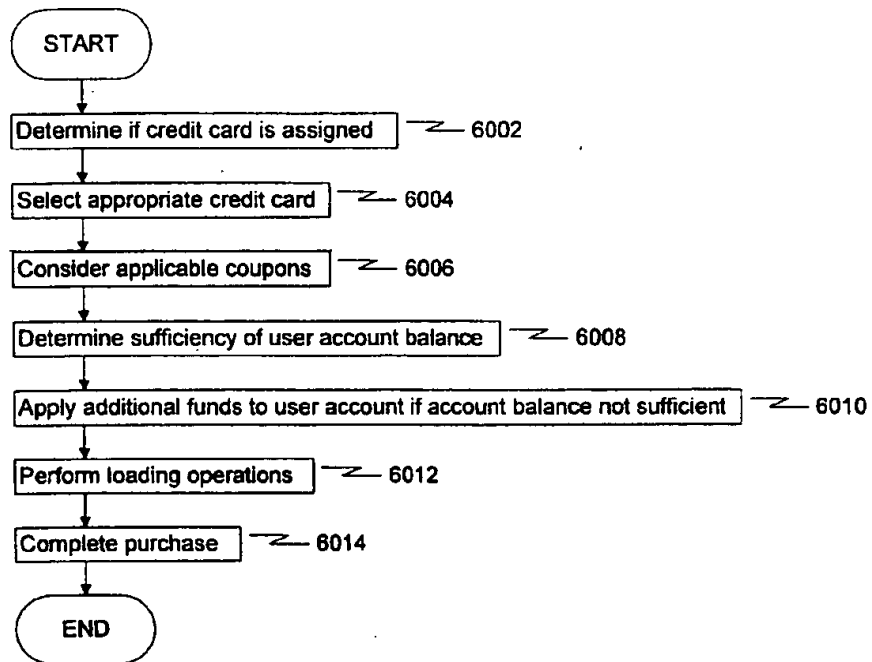 START
Determine if credit card is assigned 6002
Select appropriate credit card 6004
Consider applicable coupons 6006
Determine sufficiency of user account balance 6008
Apply additional funds to user account if account balance not sufficient 6010
Perform loading operations 6012
Complete purchase 6014
END